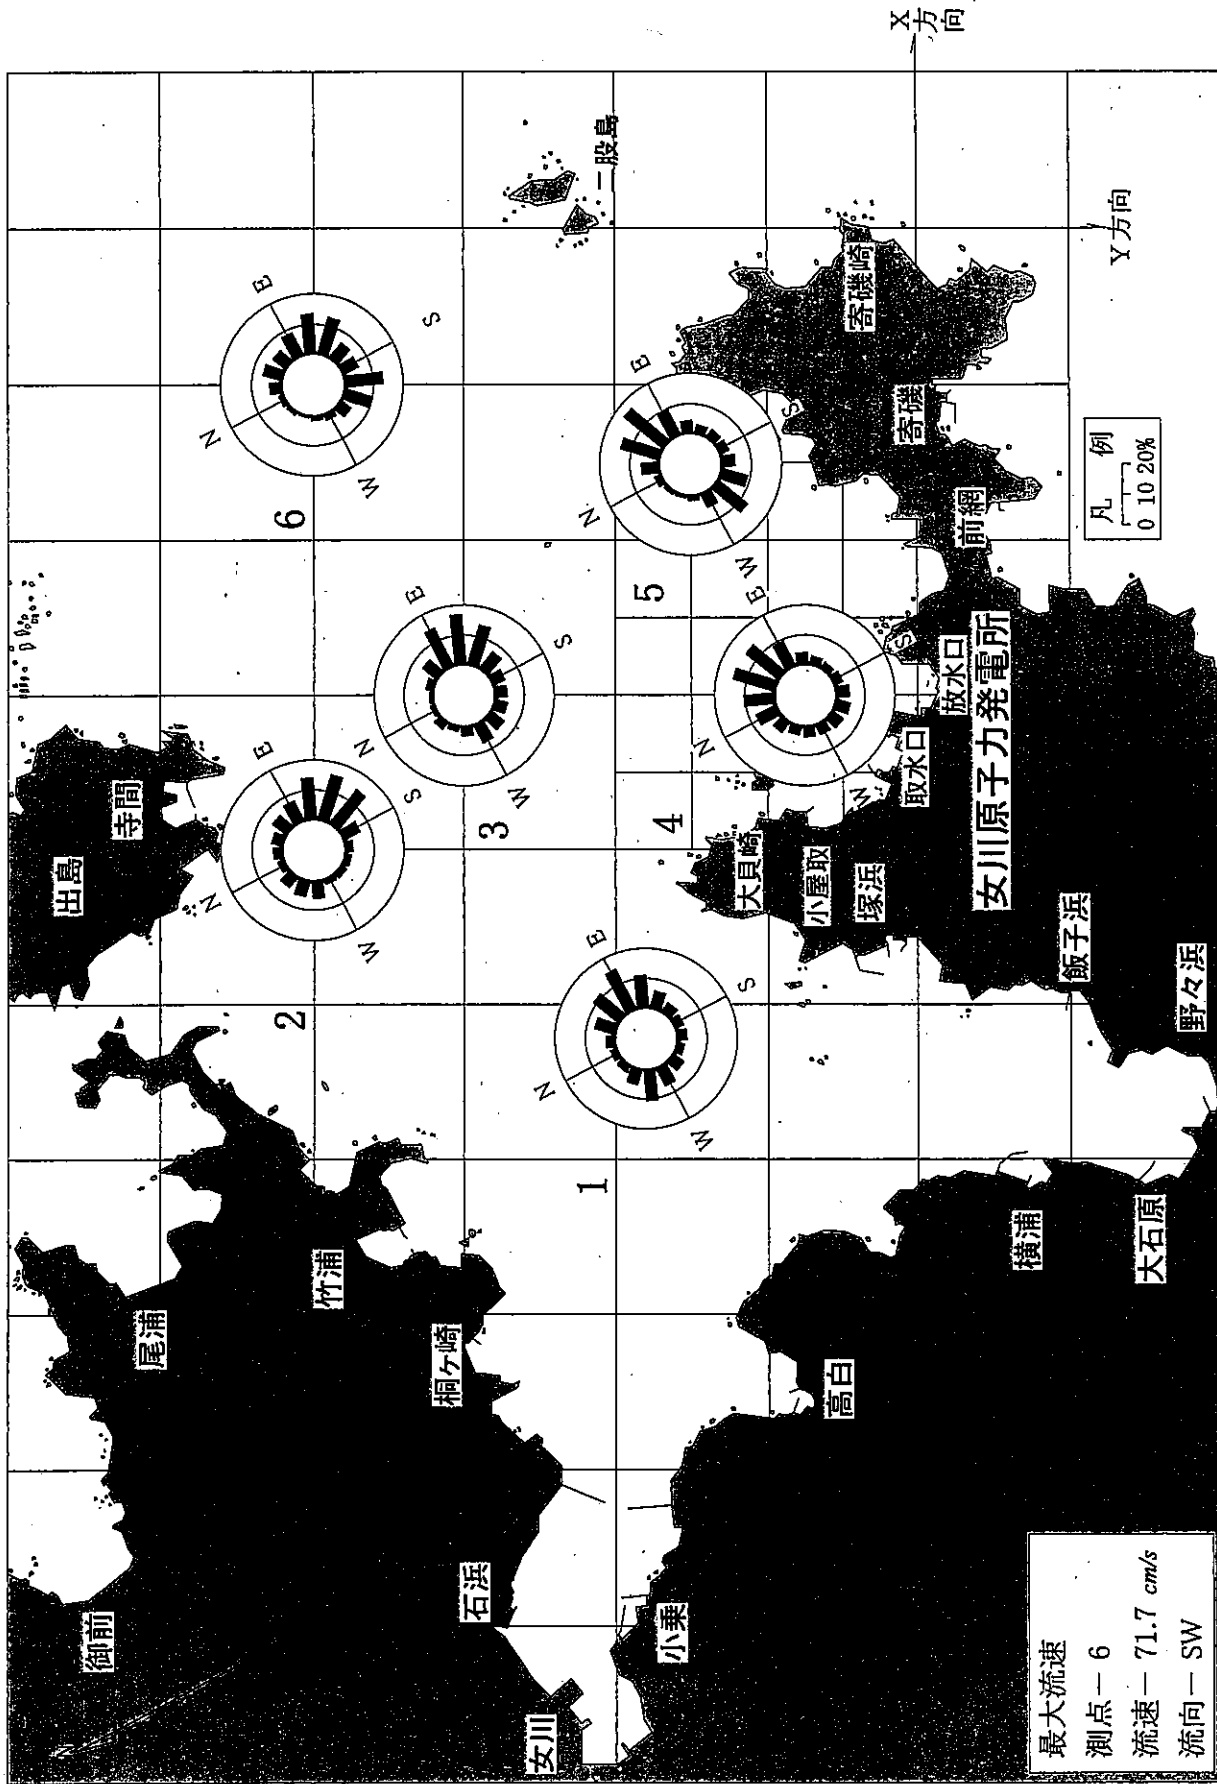 出島
寺間
御前
尾浦
竹浦
桐ヶ崎
石浜
女川
小乗
高白
横浦
大石原
野々浜
飯子浜
塚浜
小屋取
大貝崎
女川原子力発電所
取水口
放水口
前網
寄磯
寄磯崎
二股島
1
N
E
S
W
2
N
E
S
W
3
N
E
S
W
4
N
E
S
W
5
N
E
S
W
6
N
E
S
W
X方向
Y方向
凡 例
0 10 20%
最大流速
測点－6
流速－71.7 cm/s
流向－SW